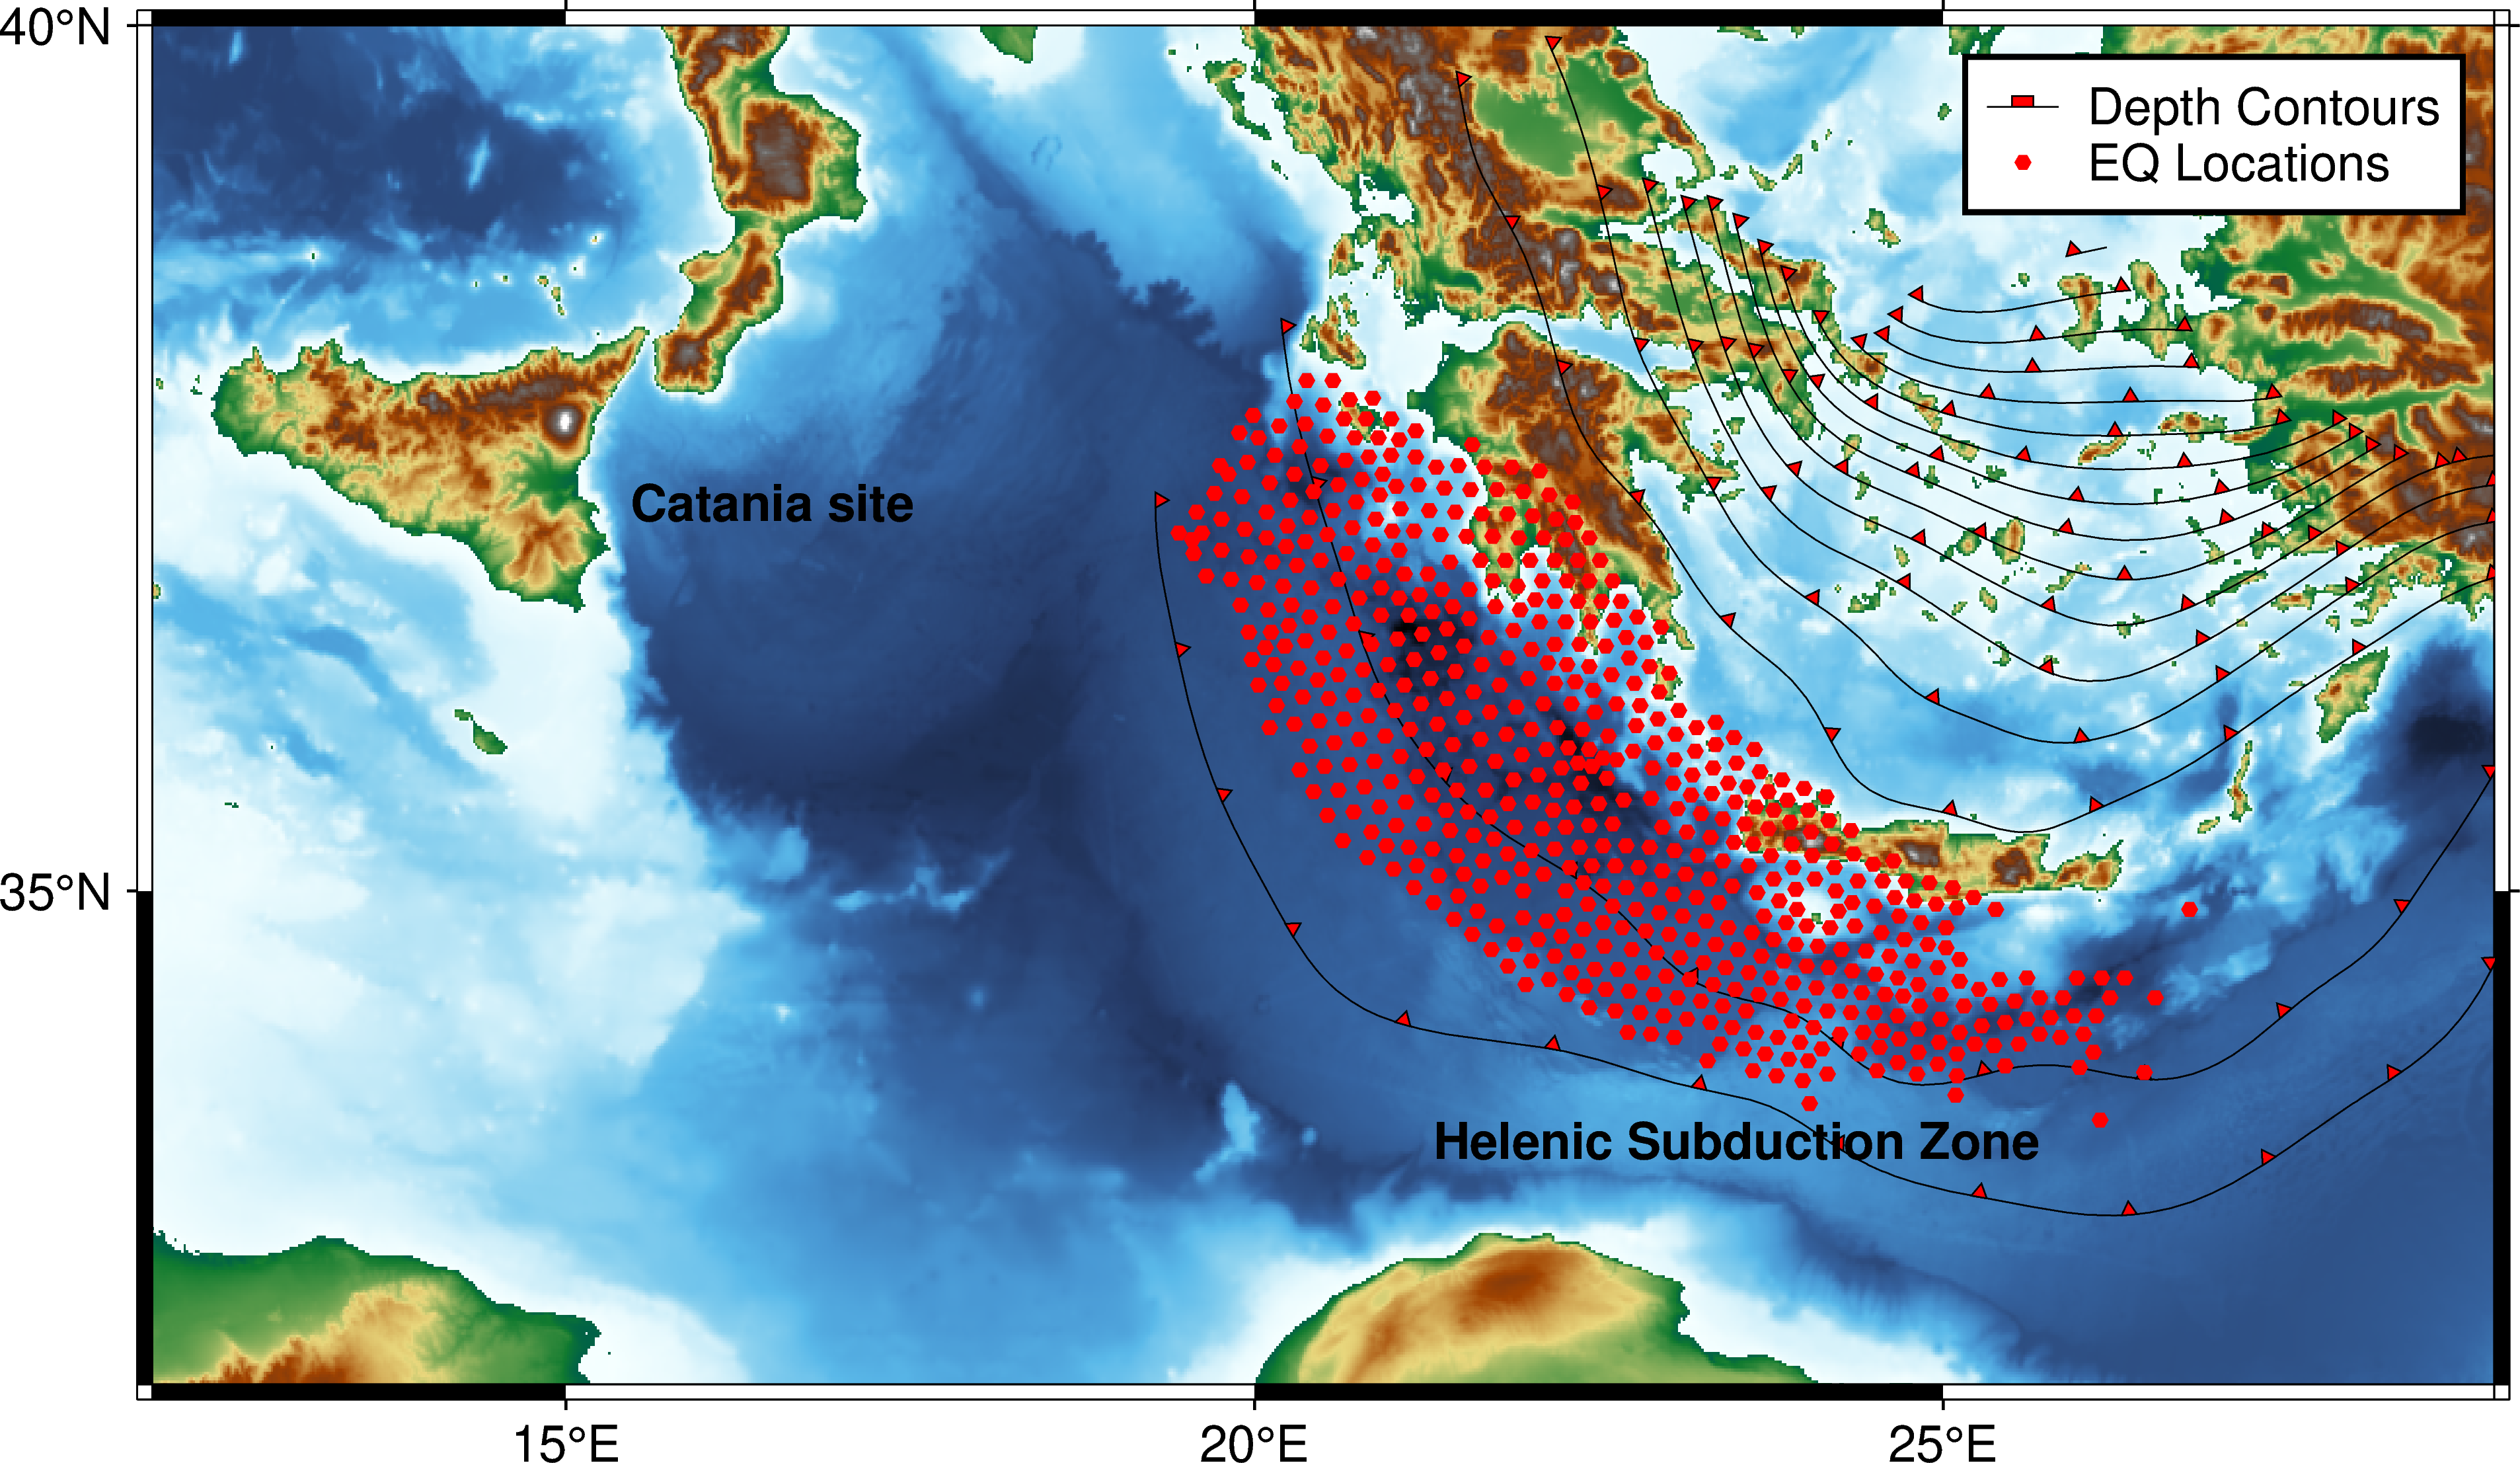 40°N
Depth Contours
EQ Locations
Catania site
35°N
Helenic Subduction Zone
15°E
20°E
25°E